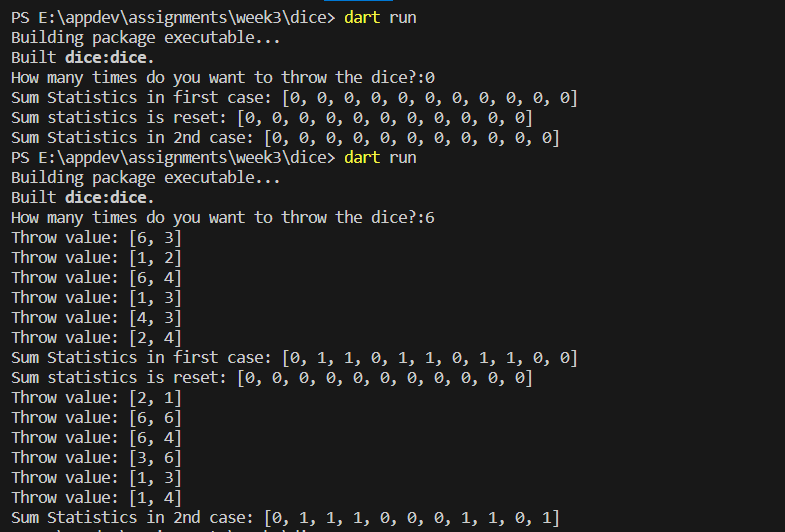 PS E:\appdev\assignments\week3\dice> dart run
Building package executable...
Built dice:dice.
How many times do you want to throw the dice?:0
Sum Statistics in first case: [0, 0, 0, 0, 0, 0, 0, 0, 0, 0, 0]
Sum statistics is reset: [0, 0, 0, 0, 0, 0, 0, 0, 0, 0, 0]
Sum Statistics in 2nd case: [0, 0, 0, 0, 0, 0, 0, 0, 0, 0, 0]
PS E:\appdev\assignments\week3\dice> dart run
Building package executable...
Built dice:dice.
How many times do you want to throw the dice?:6
Throw value: [6, 3]
Throw value: [1, 2]
Throw value: [6, 4]
Throw value: [1, 3]
Throw value: [4, 3]
Throw value: [2, 4]
Sum Statistics in first case: [0, 1, 1, 0, 1, 1, 0, 1, 1, 0, 0]
Sum statistics is reset: [0, 0, 0, 0, 0, 0, 0, 0, 0, 0, 0]
Throw value: [2, 1]
Throw value: [6, 6]
Throw value: [6, 4]
Throw value: [3, 6]
Throw value: [1, 3]
Throw value: [1, 4]
Sum Statistics in 2nd case: [0, 1, 1, 1, 0, 0, 0, 1, 1, 0, 1]